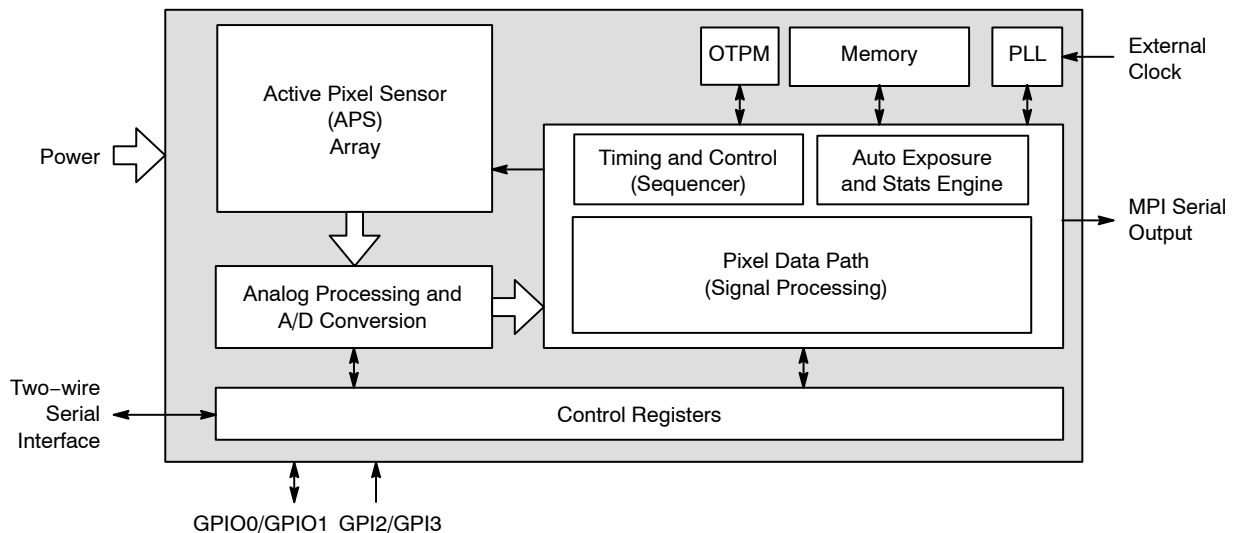 OTPM
Memory
PLL
External
Clock
Active Pixel Sensor
(APS)
Array
Power
Timing and Control
(Sequencer)
Auto Exposure
and Stats Engine
MPI Serial
Output
Pixel Data Path
(Signal Processing)
Analog Processing and
A/D Conversion
Two−wire
Serial
Interface
Control Registers
GPIO0/GPIO1 GPI2/GPI3